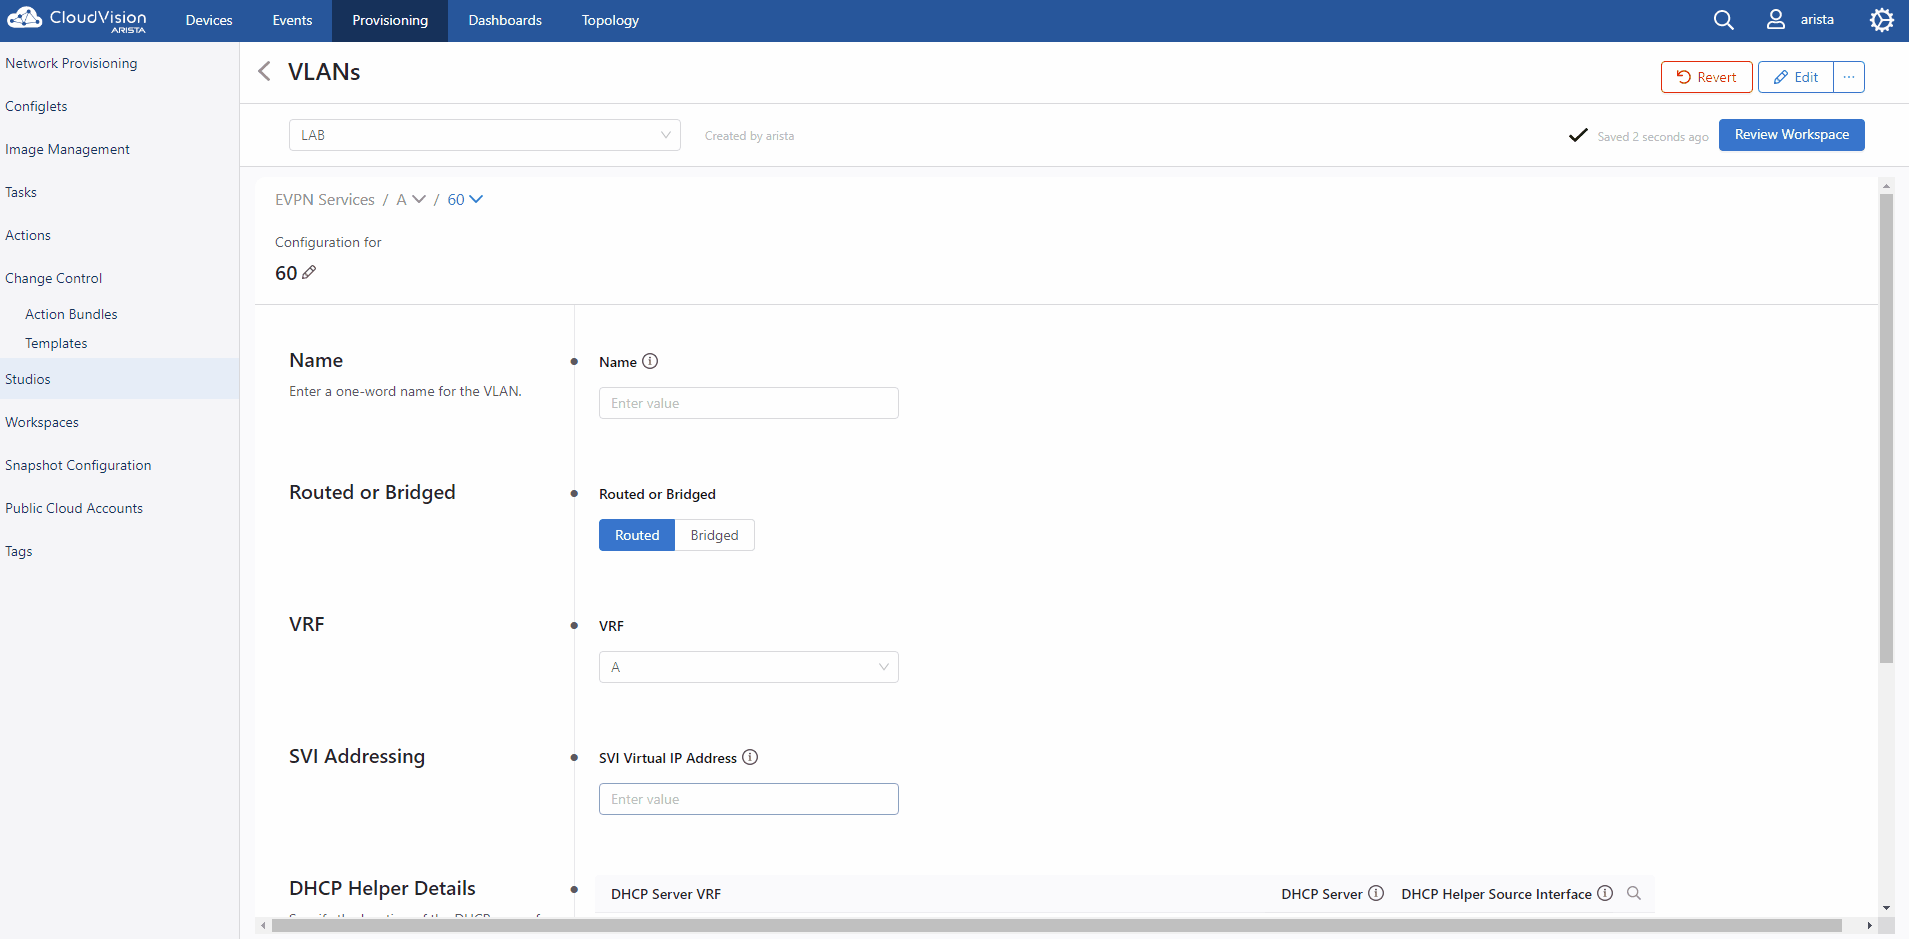 CloudVision
ARISTA
Devices
Events
Provisioning
Dashboards
Topology
arista
Network Provisioning
Configlets
Image Management
Tasks
Actions
Change Control
Action Bundles
Templates
Studios
Workspaces
Snapshot Configuration
Public Cloud Accounts
Tags
VLANs
Revert
Edit
...
LAB
Created by arista
Saved 2 seconds ago
Review Workspace
EVPN Services / A / 60
Configuration for
60
Name
Enter a one-word name for the VLAN.
Name
Enter value
Routed or Bridged
Routed or Bridged
Routed
Bridged
VRF
VRF
A
SVI Addressing
SVI Virtual IP Address
Enter value
DHCP Helper Details
DHCP Server VRF
DHCP Server
DHCP Helper Source Interface